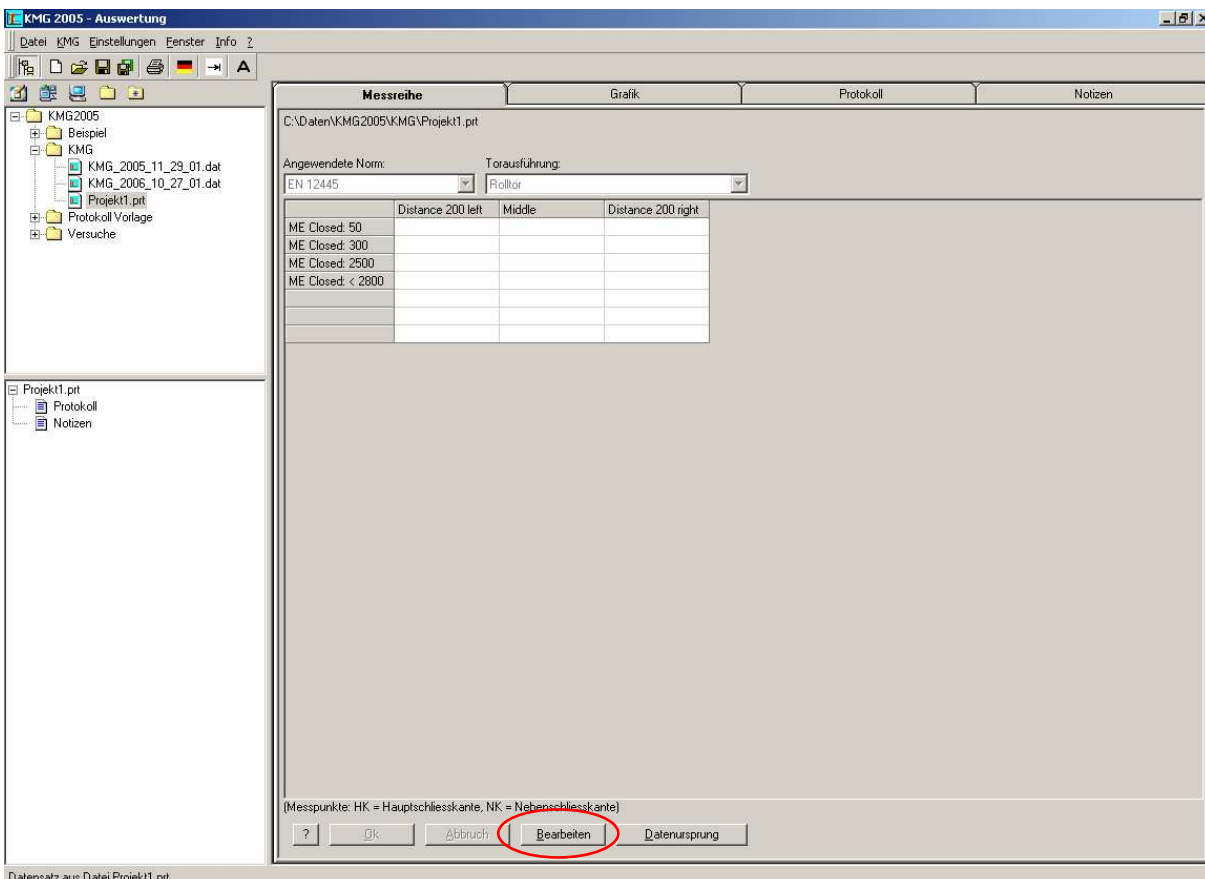 KMG 2005 - Auswertung
Datei KMG Einstellungen Fenster Info ?
A
KMG2005
Beispiel
KMG
KMG_2005_11_29_01.dat
KMG_2006_10_27_01.dat
Projekt1.prt
Protokoll Vorlage
Versuche
Projekt1.prt
Protokoll
Notizen
Messreihe Grafik Protokoll Notizen
C:\Daten\KMG2005\KMG\Projekt1.prt
Angewendete Norm: Torausführung:
EN 12445 Rolltor
Distance 200 left Middle Distance 200 right
ME Closed: 50
ME Closed: 300
ME Closed: 2500
ME Closed: < 2800
(Messpunkte: HK = Hauptschliesskante, NK = Nebenschliesskante)
? Ok Abbruch Bearbeiten Datenursprung
Datensatz aus Datei Projekt1.prt